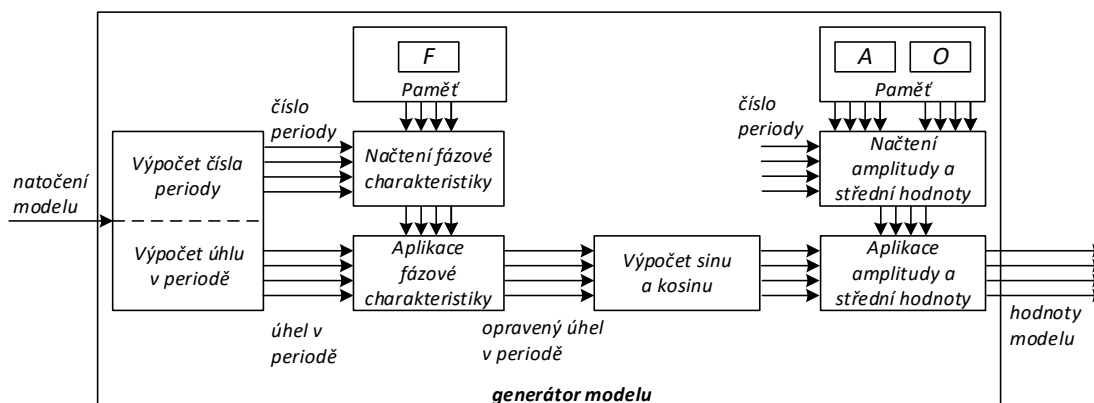 F
Paměť
A O
Paměť
číslo
periody
číslo
periody
natočení
modelu
Výpočet čísla
periody
Výpočet úhlu
v periodě
Načtení fázové
charakteristiky
Načtení
amplitudy a
střední hodnoty
Aplikace
fázové
charakteristiky
Výpočet sinu
a kosinu
Aplikace
amplitudy a
střední hodnoty
úhel v
periodě
opravený úhel
v periodě
hodnoty
modelu
generátor modelu